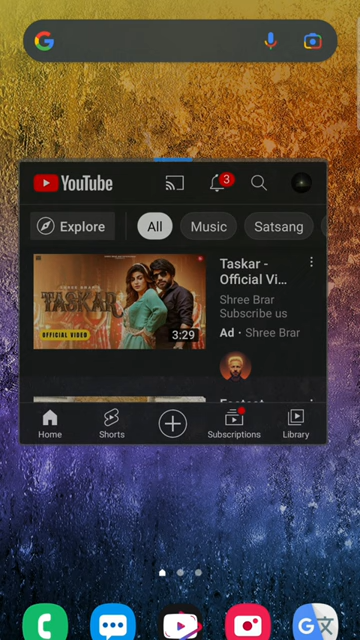 YouTube
3
Explore
All
Music
Satsang
TASKAR
OFFICIAL VIDEO
3:29
Taskar -
Official Vi...
Shree Brar
Subscribe us
Ad • Shree Brar
Home
Shorts
Subscriptions
Library
G